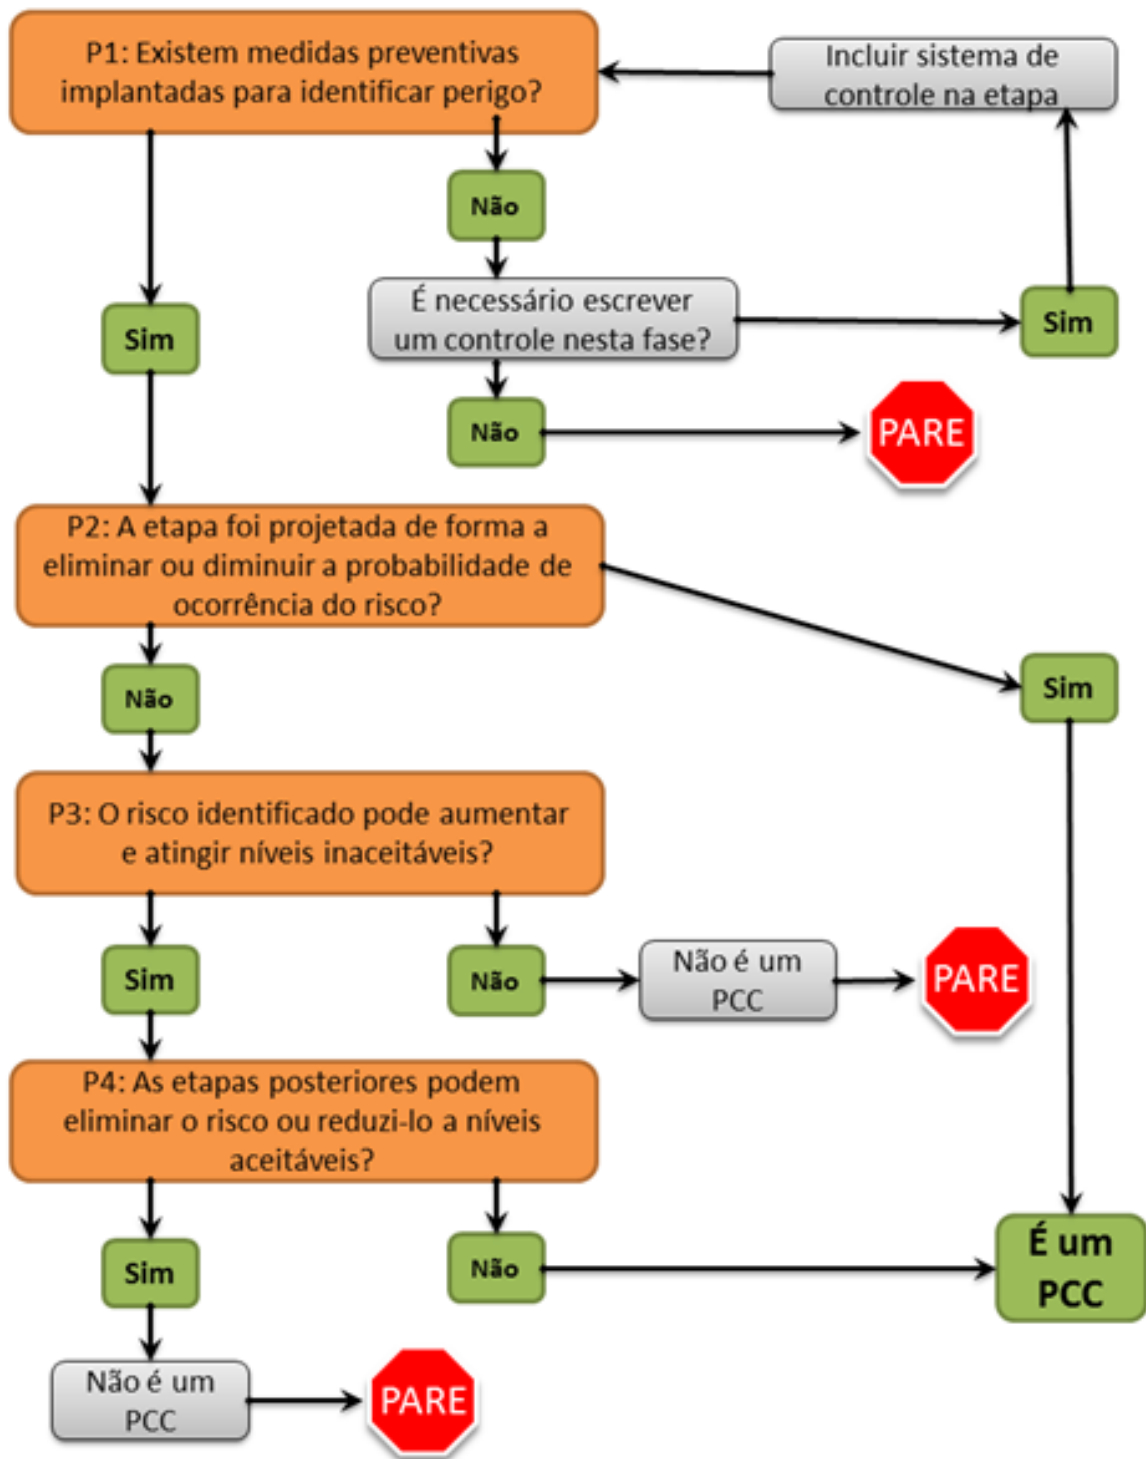 P1: Existem medidas preventivas
implantadas para identificar perigo?
Incluir sistema de
controle na etapa
Não
É necessário escrever
um controle nesta fase?
Sim
Sim
Não
PARE
P2: A etapa foi projetada de forma a
eliminar ou diminuir a probabilidade de
ocorrência do risco?
Sim
Não
P3: O risco identificado pode aumentar
e atingir níveis inaceitáveis?
Sim
Não
Não é um
PCC
PARE
P4: As etapas posteriores podem
eliminar o risco ou reduzi-lo a níveis
aceitáveis?
Sim
Não
É um
PCC
Não é um
PCC
PARE